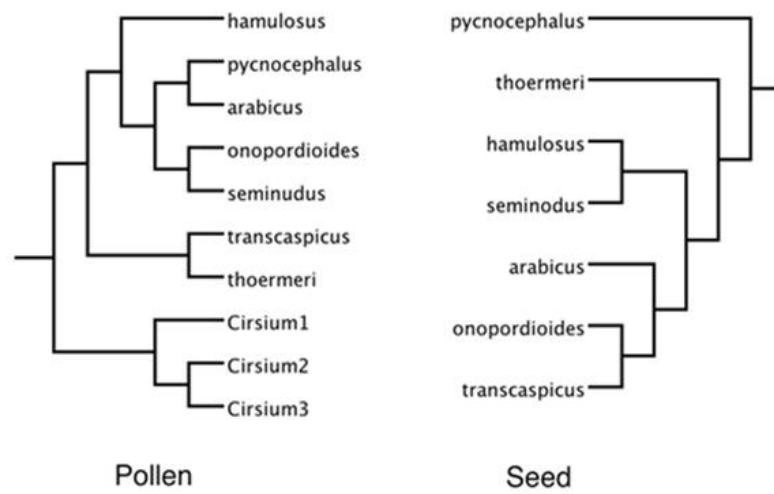 hamulosus
pycnocephalus
arabicus
onopordioides
seminudus
transcaspicus
thoermeri
Cirsium1
Cirsium2
Cirsium3
Pollen
pycnocephalus
thoermeri
hamulosus
seminodus
arabicus
onopordioides
transcaspicus
Seed